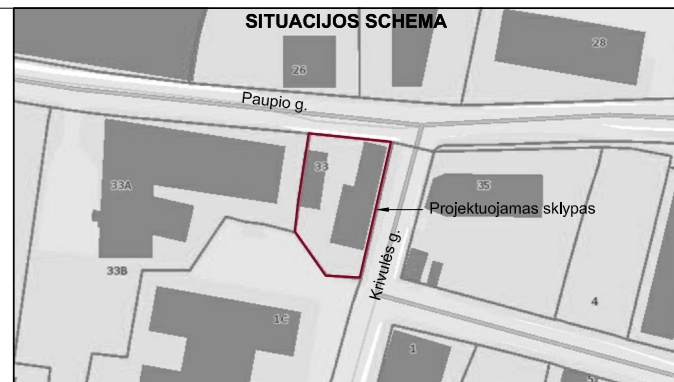 SITUACIJOS SCHEMA
26
28
Paupio g.
33
33A
35
Projektuojamas sklypas
Krivulės g.
33B
4
1C
1